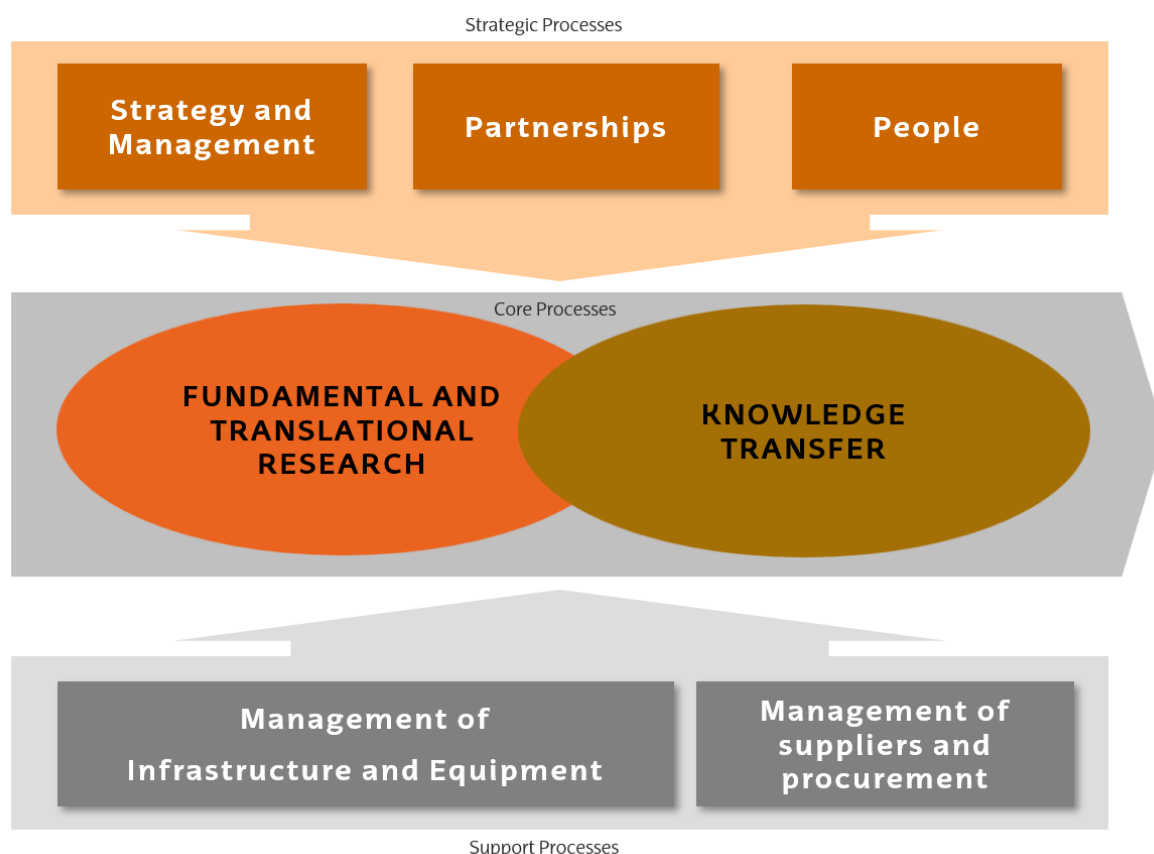 Strategic Processes
Strategy and
Management
Partnerships
People
Core Processes
FUNDAMENTAL AND
TRANSLATIONAL
RESEARCH
KNOWLEDGE
TRANSFER
Management of
Infrastructure and Equipment
Management of
suppliers and
procurement
Support Processes